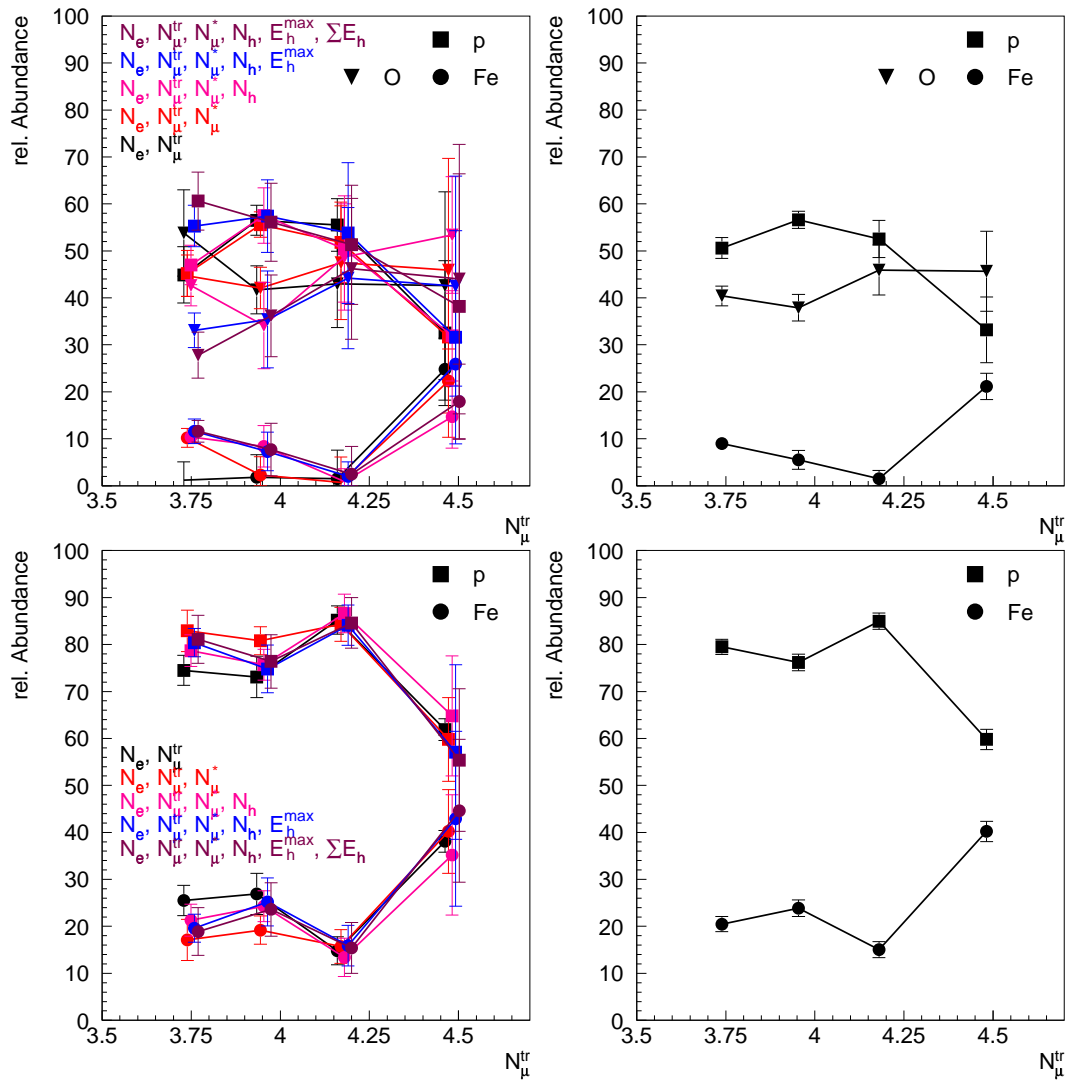 rel. Abundance
100
90
80
70
60
50
40
30
20
10
0
N_e, N_μ^tr, N_μ^*, N_h, E_h^max, ΣE_h
N_e, N_μ^tr, N_μ^*, N_h, E_h^max
N_e, N_μ^tr, N_μ^*, N_h
N_e, N_μ^tr, N_μ^*
N_e, N_μ^tr
p
O Fe
3.5 3.75 4 4.25 4.5
N_μ^tr
rel. Abundance
100
90
80
70
60
50
40
30
20
10
0
p
O Fe
3.5 3.75 4 4.25 4.5
N_μ^tr
rel. Abundance
100
90
80
70
60
50
40
30
20
10
0
p
Fe
N_e, N_μ^tr
N_e, N_μ^tr, N_μ^*
N_e, N_μ^tr, N_μ^*, N_h
N_e, N_μ^tr, N_μ^*, N_h, E_h^max
N_e, N_μ^tr, N_μ^*, N_h, E_h^max, ΣE_h
3.5 3.75 4 4.25 4.5
N_μ^tr
rel. Abundance
100
90
80
70
60
50
40
30
20
10
0
p
Fe
3.5 3.75 4 4.25 4.5
N_μ^tr